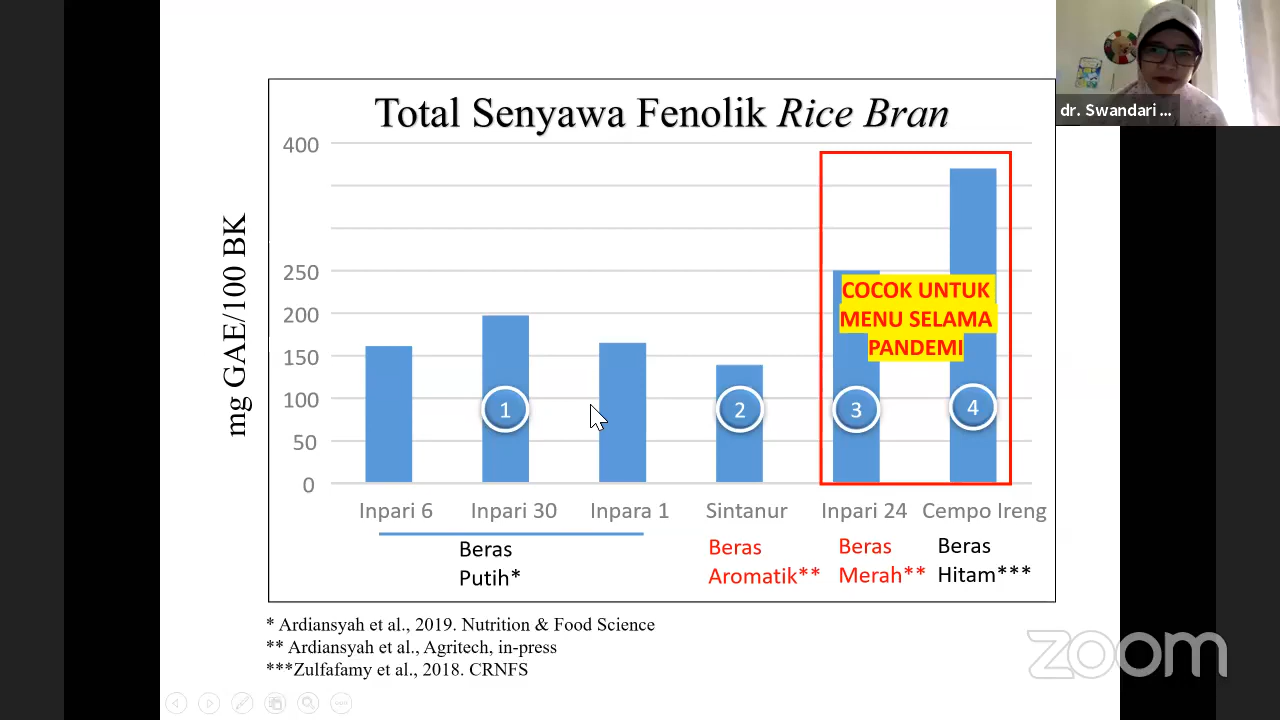 dr. Swandari ...
Total Senyawa Fenolik Rice Bran
mg GAE/100 BK
400
250
200
150
100
50
0
COCOK UNTUK
MENU SELAMA
PANDEMI
1
2
3
4
Inpari 6
Inpari 30
Inpara 1
Sintanur
Inpari 24
Cempo Ireng
Beras
Putih*
Beras
Aromatik**
Beras
Merah**
Beras
Hitam***
* Ardiansyah et al., 2019. Nutrition & Food Science
** Ardiansyah et al., Agritech, in-press
***Zulfafamy et al., 2018. CRNFS
zoom